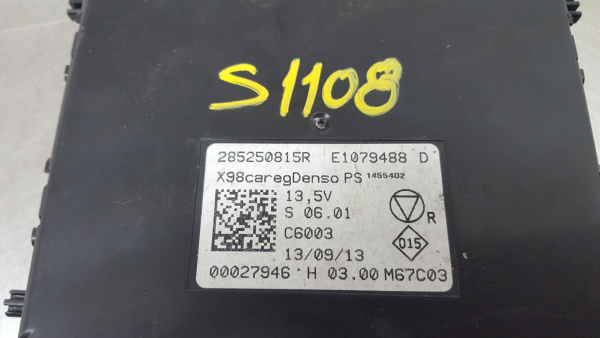 S1108
285250815R E1079488 D
X98caregDenso PS 1455402
13,5V
S 06.01
R
C6003
D15
13/09/13
00027946 * H 03.00 M67C03